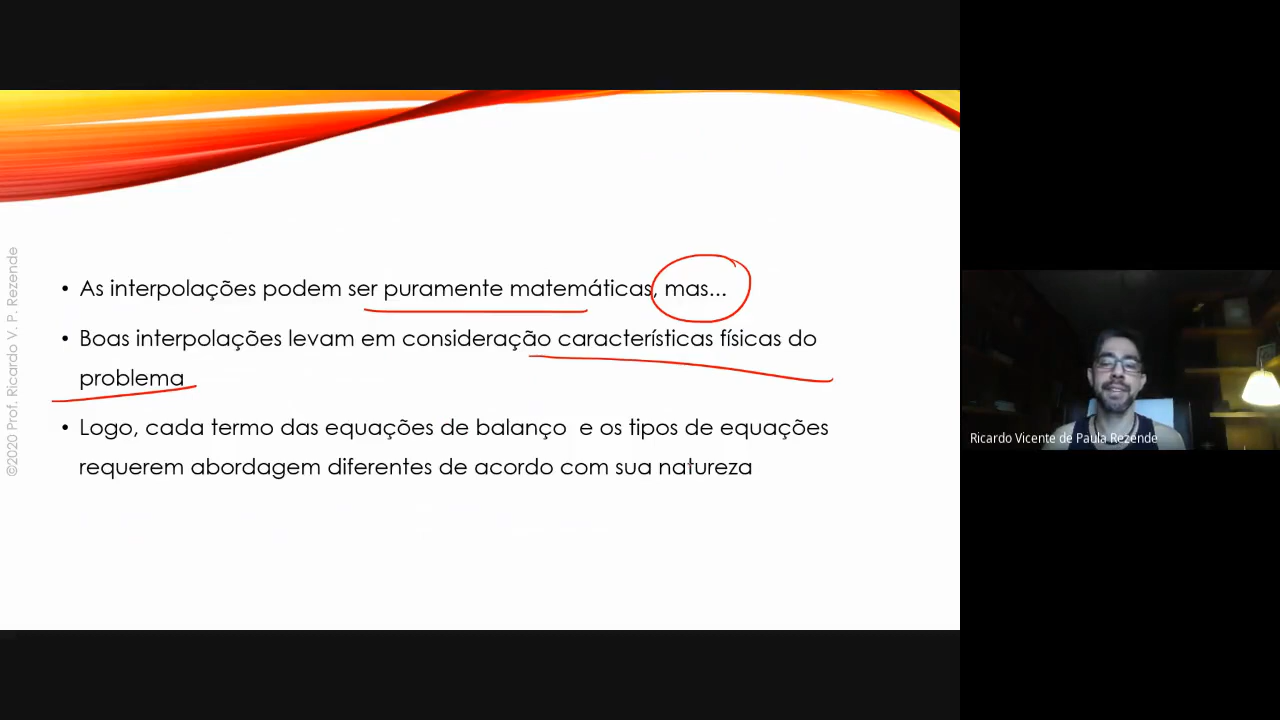 • As interpolações podem ser puramente matemáticas, mas...
• Boas interpolações levam em consideração características físicas do
problema
• Logo, cada termo das equações de balanço  e os tipos de equações
requerem abordagem diferentes de acordo com sua natureza
©2020 Prof. Ricardo V. P. Rezende
Ricardo Vicente de Paula Rezende